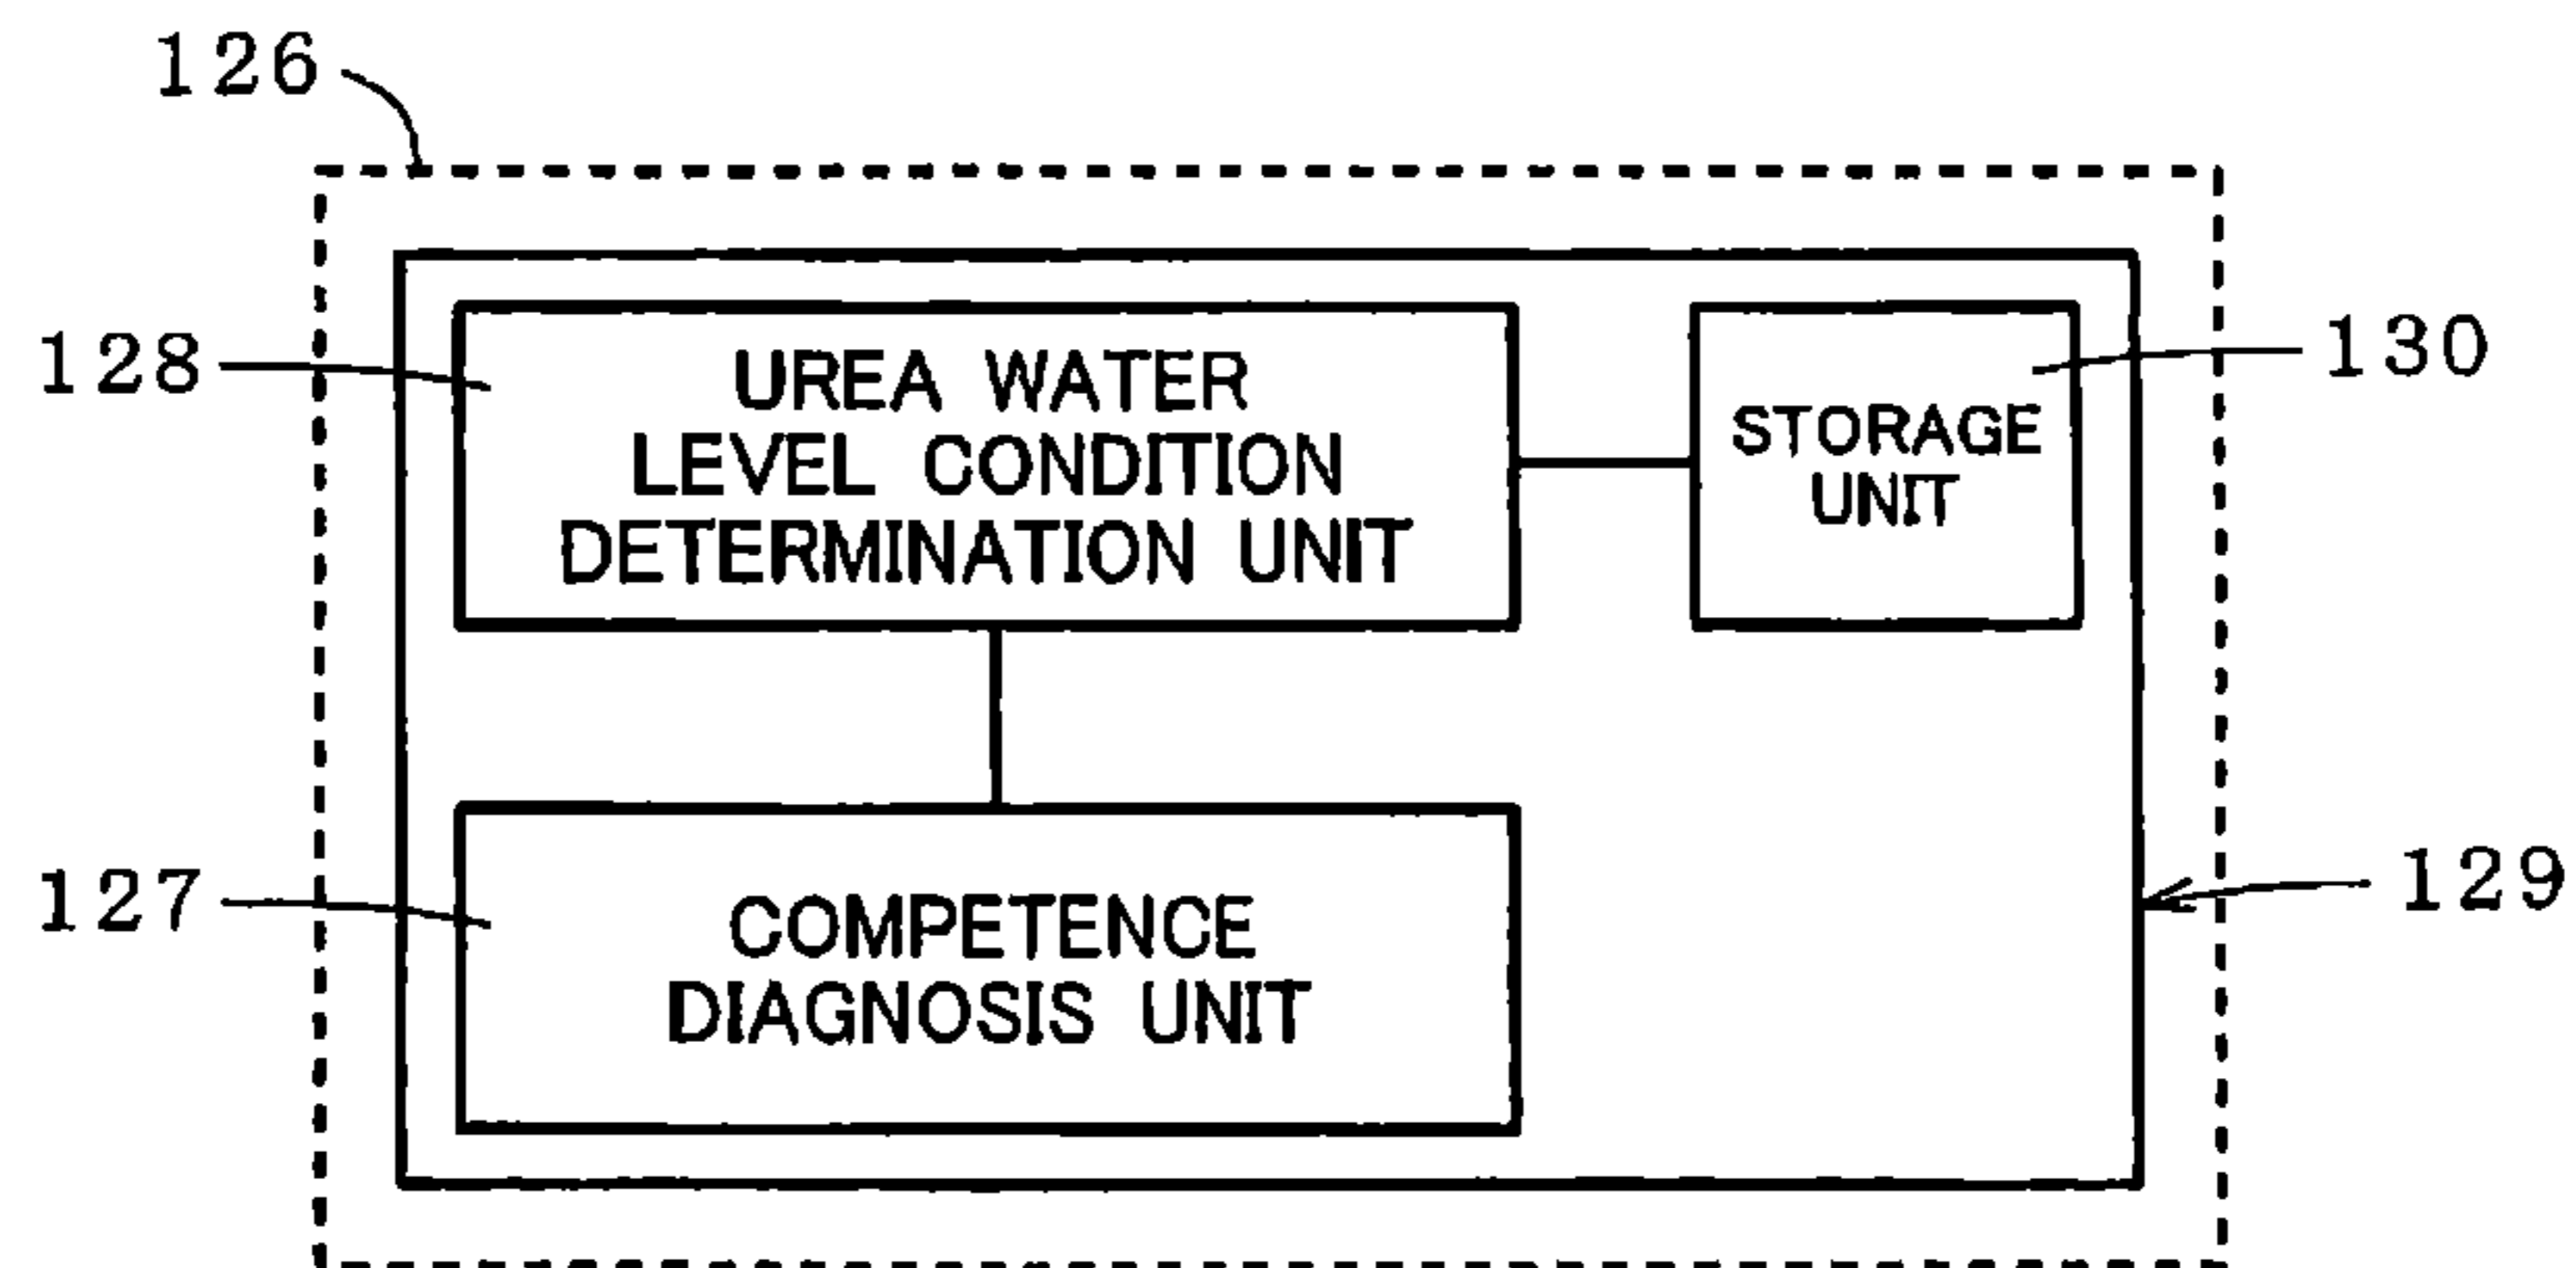 126
128
UREA WATER
LEVEL CONDITION
DETERMINATION UNIT
STORAGE
UNIT
130
127
COMPETENCE
DIAGNOSIS UNIT
129